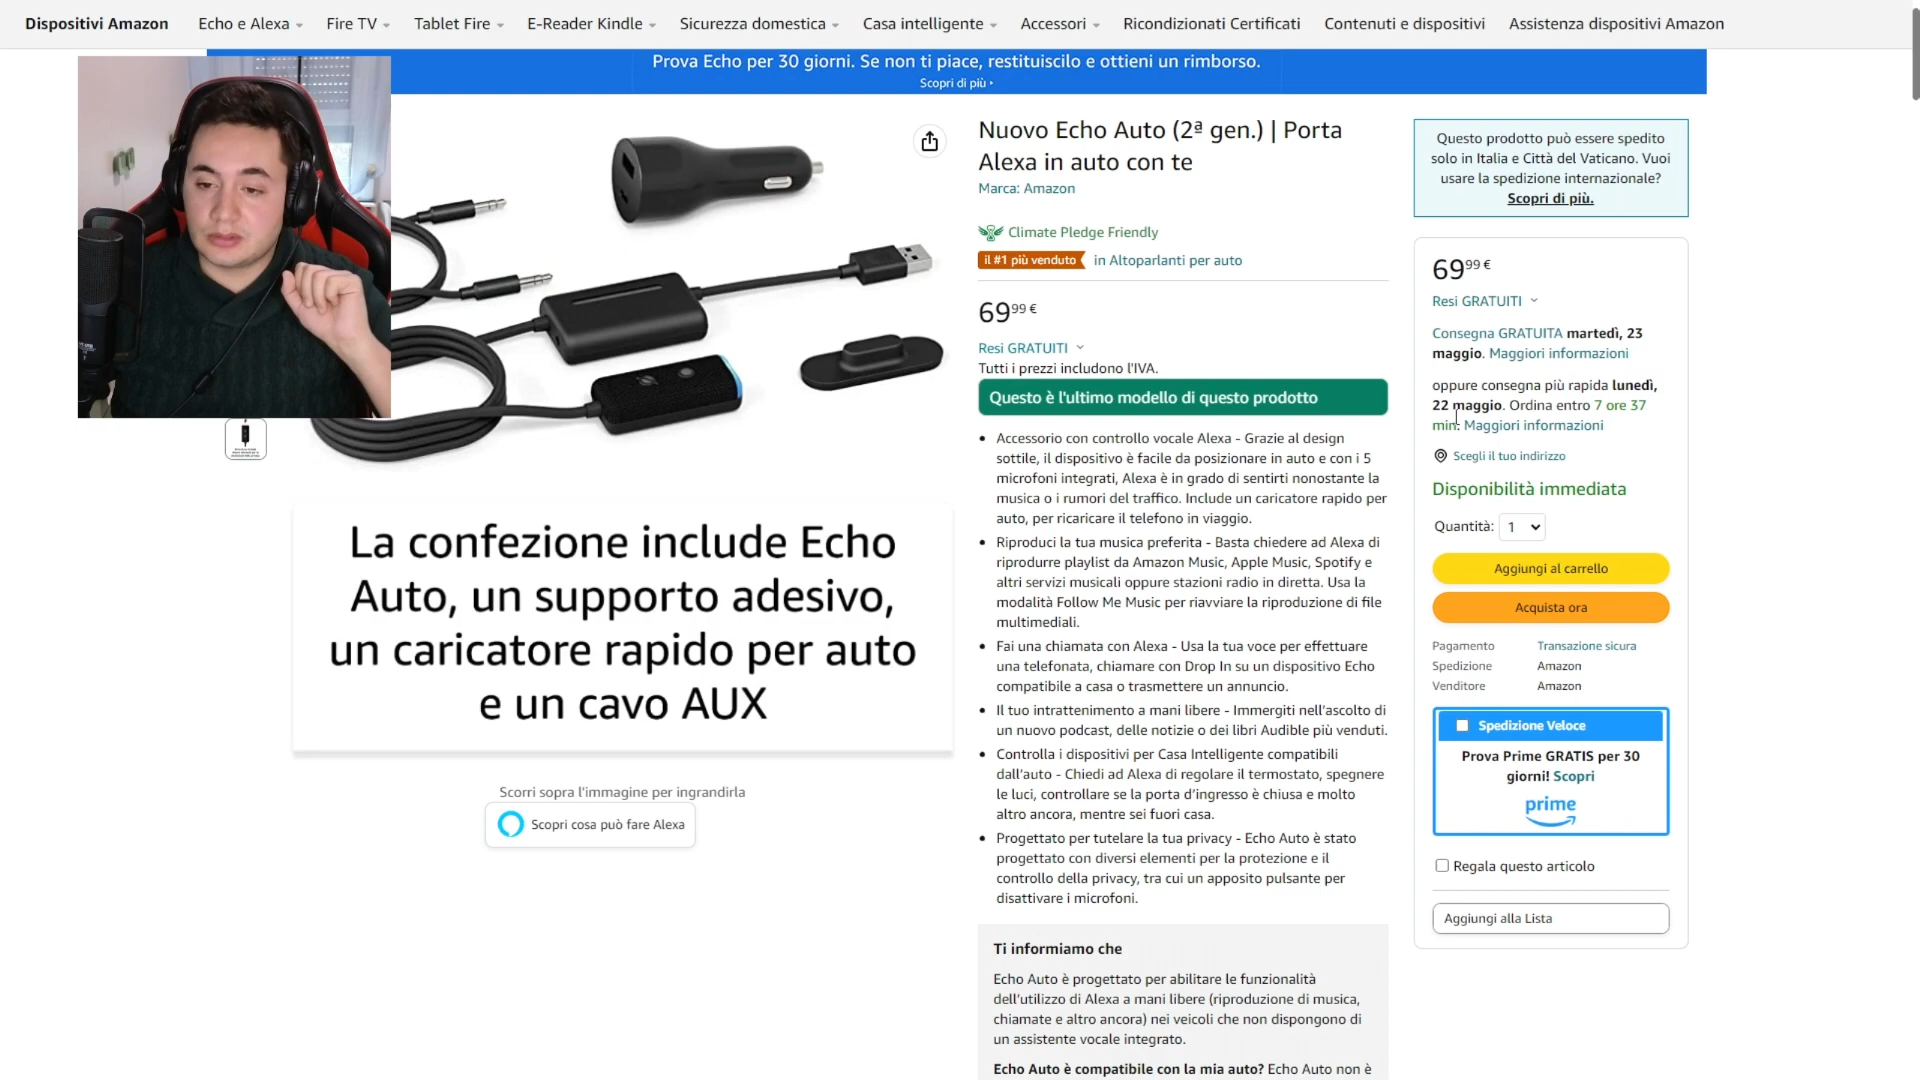 Dispositivi Amazon
Echo e Alexa
Fire TV
Tablet Fire
E-Reader Kindle
Sicurezza domestica
Casa intelligente
Accessori
Ricondizionati Certificati
Contenuti e dispositivi
Assistenza dispositivi Amazon
Prova Echo per 30 giorni. Se non ti piace, restituiscilo e ottieni un rimborso.
Scopri di più ‣
La confezione include Echo
Auto, un supporto adesivo,
un caricatore rapido per auto
e un cavo AUX
Scorri sopra l'immagine per ingrandirla
Scopri cosa può fare Alexa
Nuovo Echo Auto (2ª gen.) | Porta
Alexa in auto con te
Marca: Amazon
Climate Pledge Friendly
il #1 più venduto in Altoparlanti per auto
69,99 €
Resi GRATUITI
Tutti i prezzi includono l'IVA.
Questo è l'ultimo modello di questo prodotto
• Accessorio con controllo vocale Alexa - Grazie al design
sottile, il dispositivo è facile da posizionare in auto e con i 5
microfoni integrati, Alexa è in grado di sentirti nonostante la
musica o i rumori del traffico. Include un caricatore rapido per
auto, per ricaricare il telefono in viaggio.
• Riproduci la tua musica preferita - Basta chiedere ad Alexa di
riprodurre playlist da Amazon Music, Apple Music, Spotify e
altri servizi musicali oppure stazioni radio in diretta. Usa la
modalità Follow Me Music per riavviare la riproduzione di file
multimediali.
• Fai una chiamata con Alexa - Usa la tua voce per effettuare
una telefonata, chiamare con Drop In su un dispositivo Echo
compatibile a casa o trasmettere un annuncio.
• Il tuo intrattenimento a mani libere - Immergiti nell'ascolto di
un nuovo podcast, delle notizie o dei libri Audible più venduti.
• Controlla i dispositivi per Casa Intelligente compatibili
dall'auto - Chiedi ad Alexa di regolare il termostato, spegnere
le luci, controllare se la porta d'ingresso è chiusa e molto
altro ancora, mentre sei fuori casa.
• Progettato per tutelare la tua privacy - Echo Auto è stato
progettato con diversi elementi per la protezione e il
controllo della privacy, tra cui un apposito pulsante per
disattivare i microfoni.
Ti informiamo che
Echo Auto è progettato per abilitare le funzionalità
dell'utilizzo di Alexa a mani libere (riproduzione di musica,
chiamate e altro ancora) nei veicoli che non dispongono di
un assistente vocale integrato.
Echo Auto è compatibile con la mia auto? Echo Auto non è
Questo prodotto può essere spedito
solo in Italia e Città del Vaticano. Vuoi
usare la spedizione internazionale?
Scopri di più.
69,99 €
Resi GRATUITI
Consegna GRATUITA martedì, 23
maggio. Maggiori informazioni
oppure consegna più rapida lunedì,
22 maggio. Ordina entro 7 ore 37
min. Maggiori informazioni
Scegli il tuo indirizzo
Disponibilità immediata
Quantità: 1
Aggiungi al carrello
Acquista ora
Pagamento Transazione sicura
Spedizione Amazon
Venditore Amazon
Spedizione Veloce
Prova Prime GRATIS per 30
giorni! Scopri
prime
Regala questo articolo
Aggiungi alla Lista